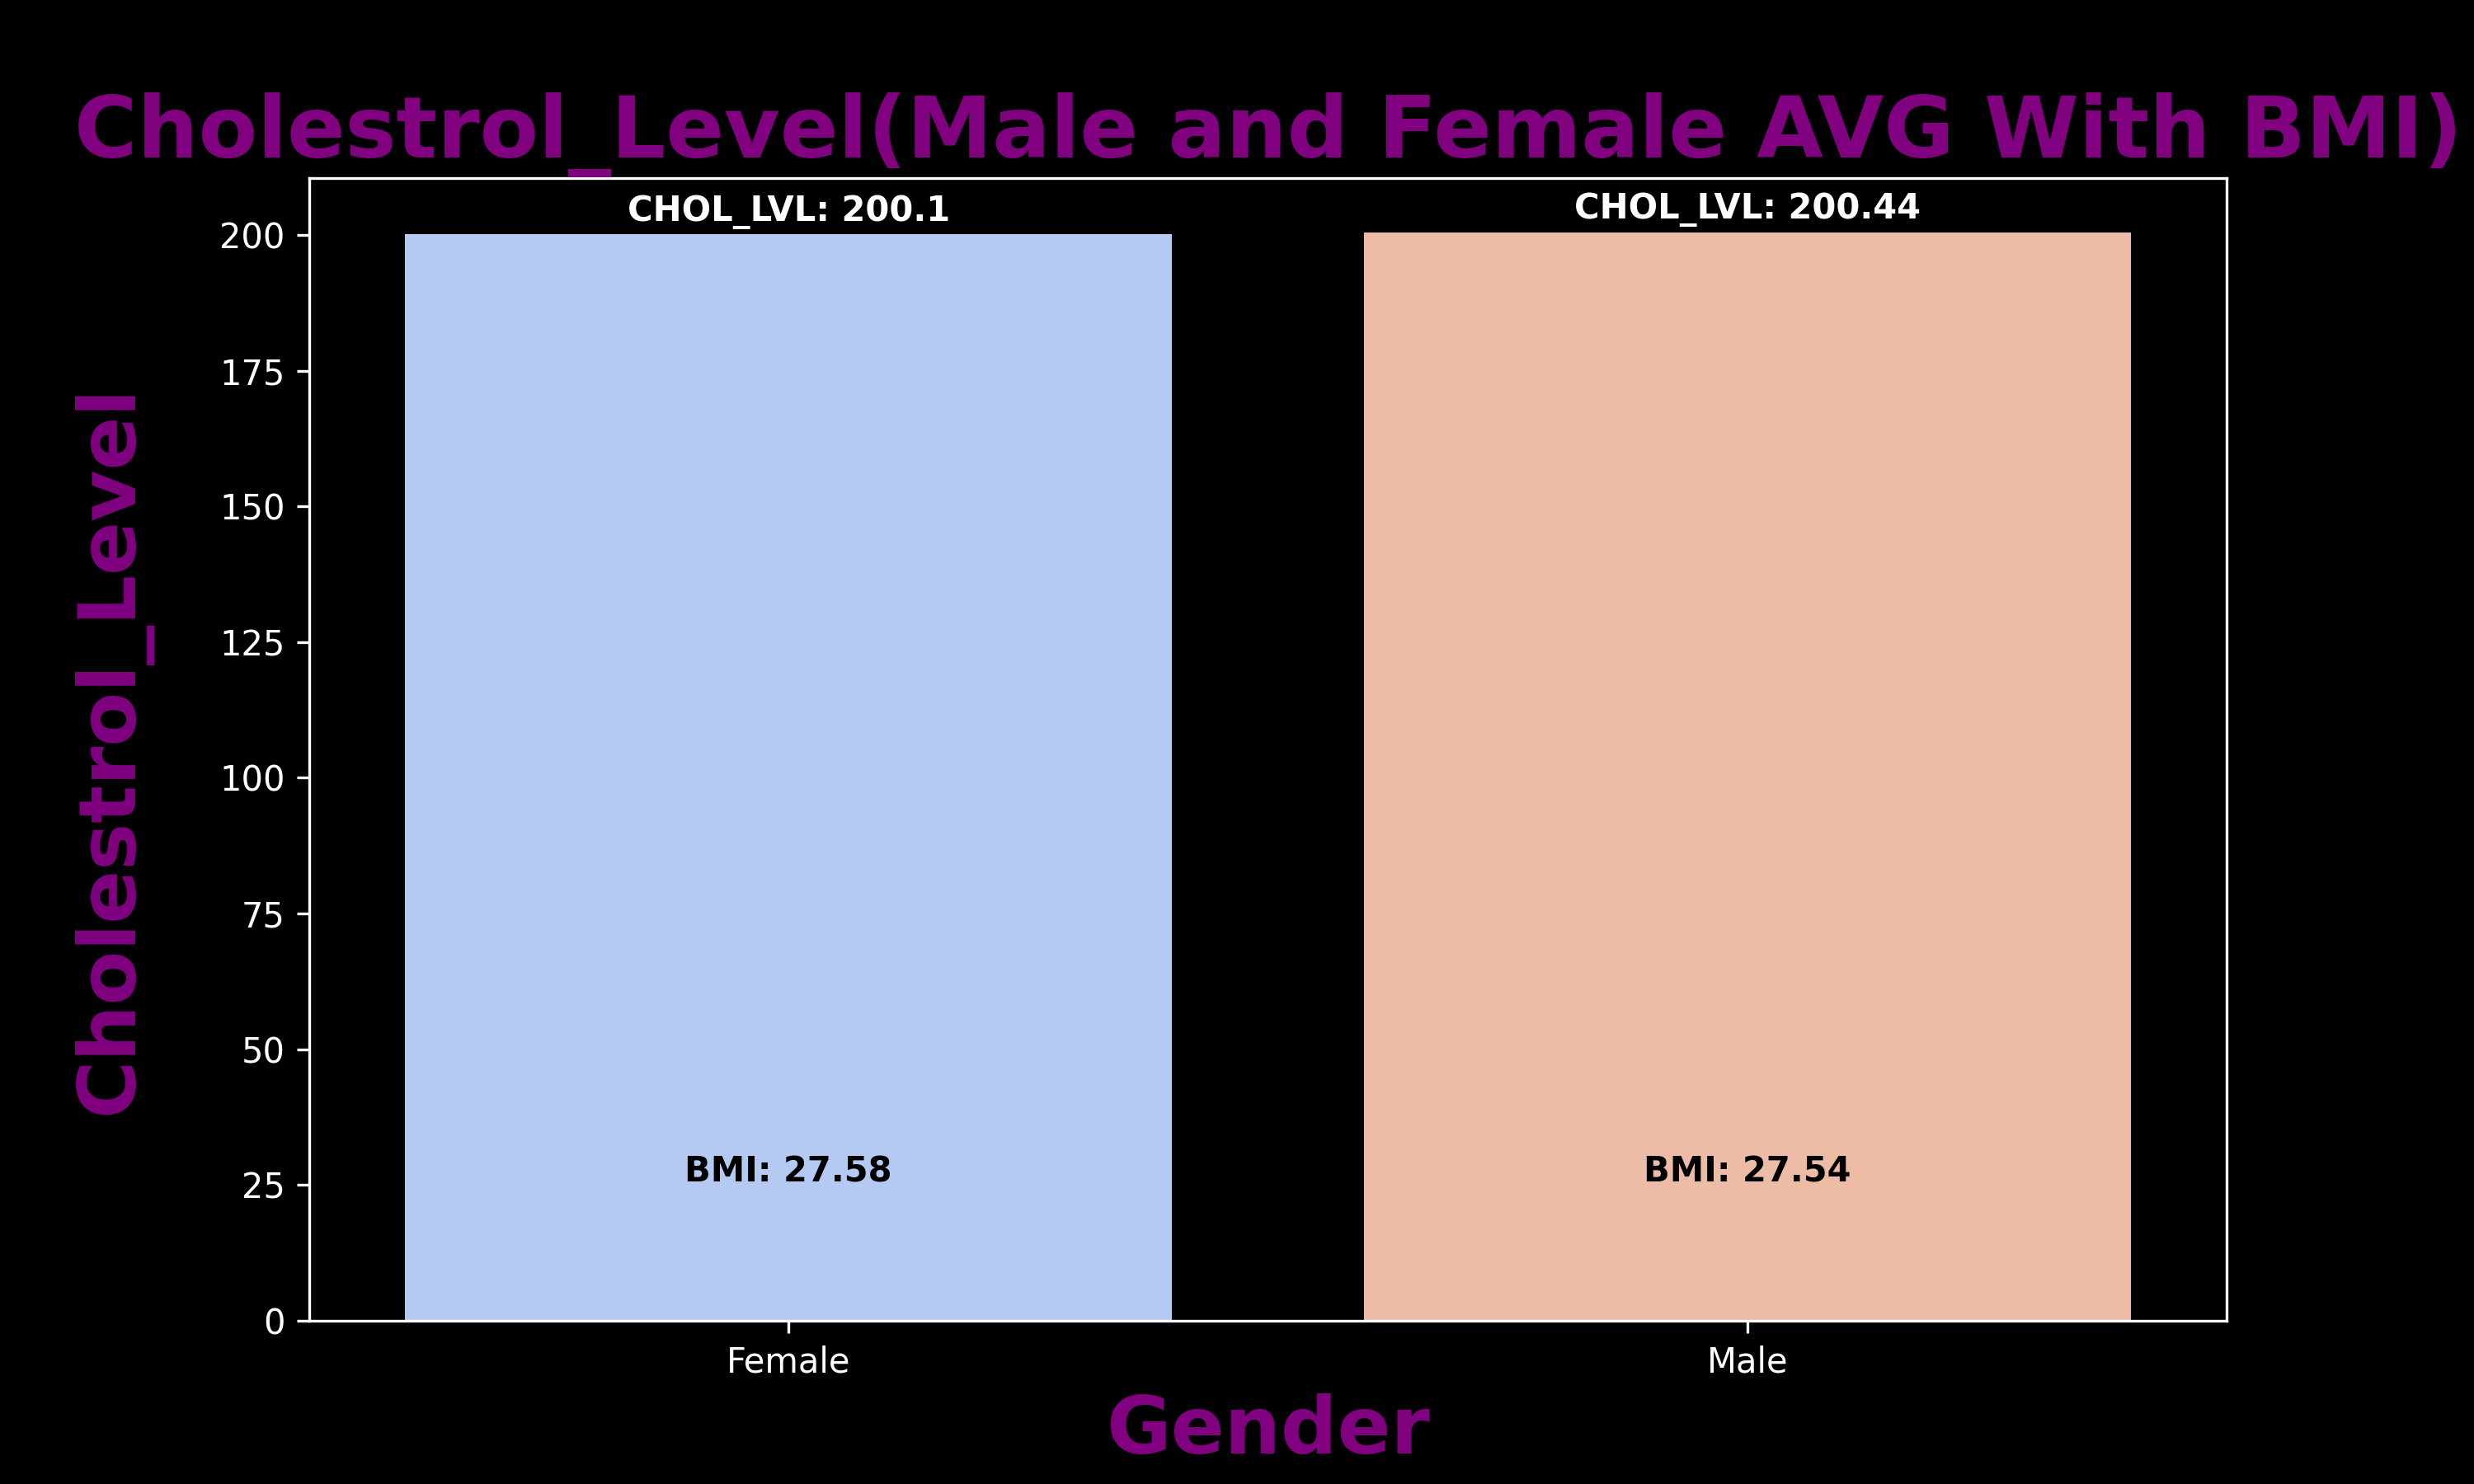 Cholestrol_Level(Male and Female AVG With BMI)
CHOL_LVL: 200.1
CHOL_LVL: 200.44
Cholestrol_Level
200
175
150
125
100
75
50
25
0
BMI: 27.58
BMI: 27.54
Female
Male
Gender